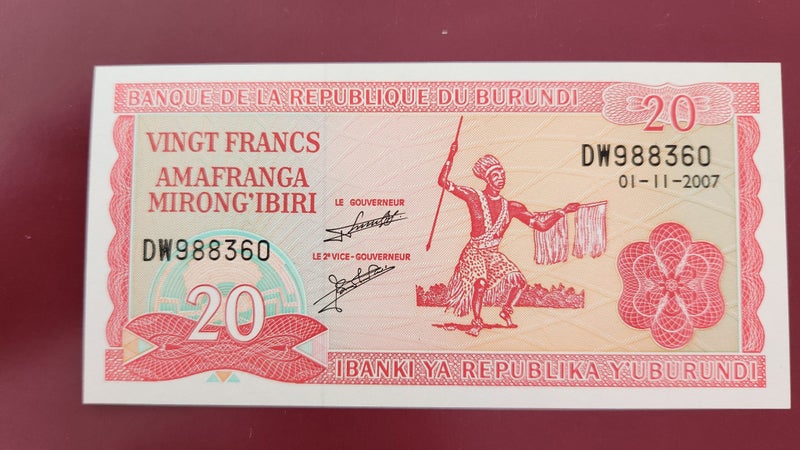 BANQUE DE LA REPUBLIQUE DU BURUNDI
20
VINGT FRANCS
AMAFRANGA
MIRONG'IBIRI
DW988360
01-11-2007
LE GOUVERNEUR
LE 2E VICE-GOUVERNEUR
DW988360
20
IBANKI YA REPUBLIKA Y'UBURUNDI